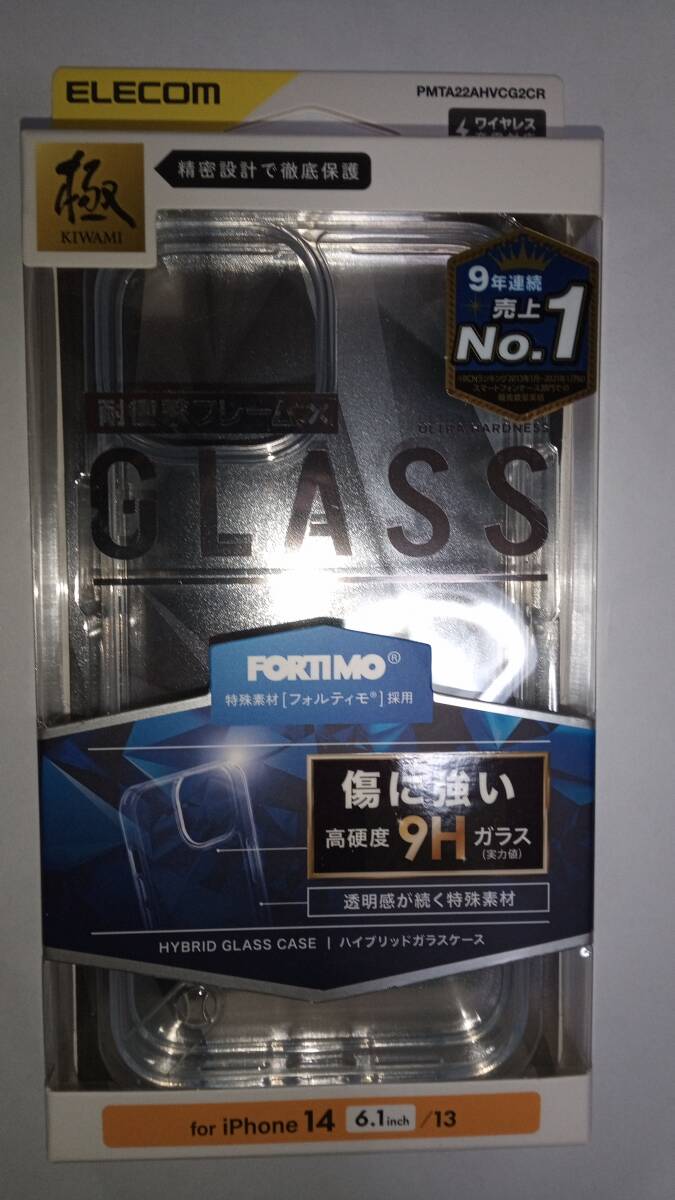 ELECOM
PMTA22AHVCG2CR
ワイヤレス
極
KIWAMI
精密設計で徹底保護
9年連続
売上
No.1
耐衝撃フレーム×
ULTRA HARDNESS
GLASS
FORTIMO®
特殊素材[フォルティモ®]採用
傷に強い
高硬度 9H ガラス
(実力値)
透明感が続く特殊素材
HYBRID GLASS CASE | ハイブリッドガラスケース
for iPhone 14 6.1inch /13